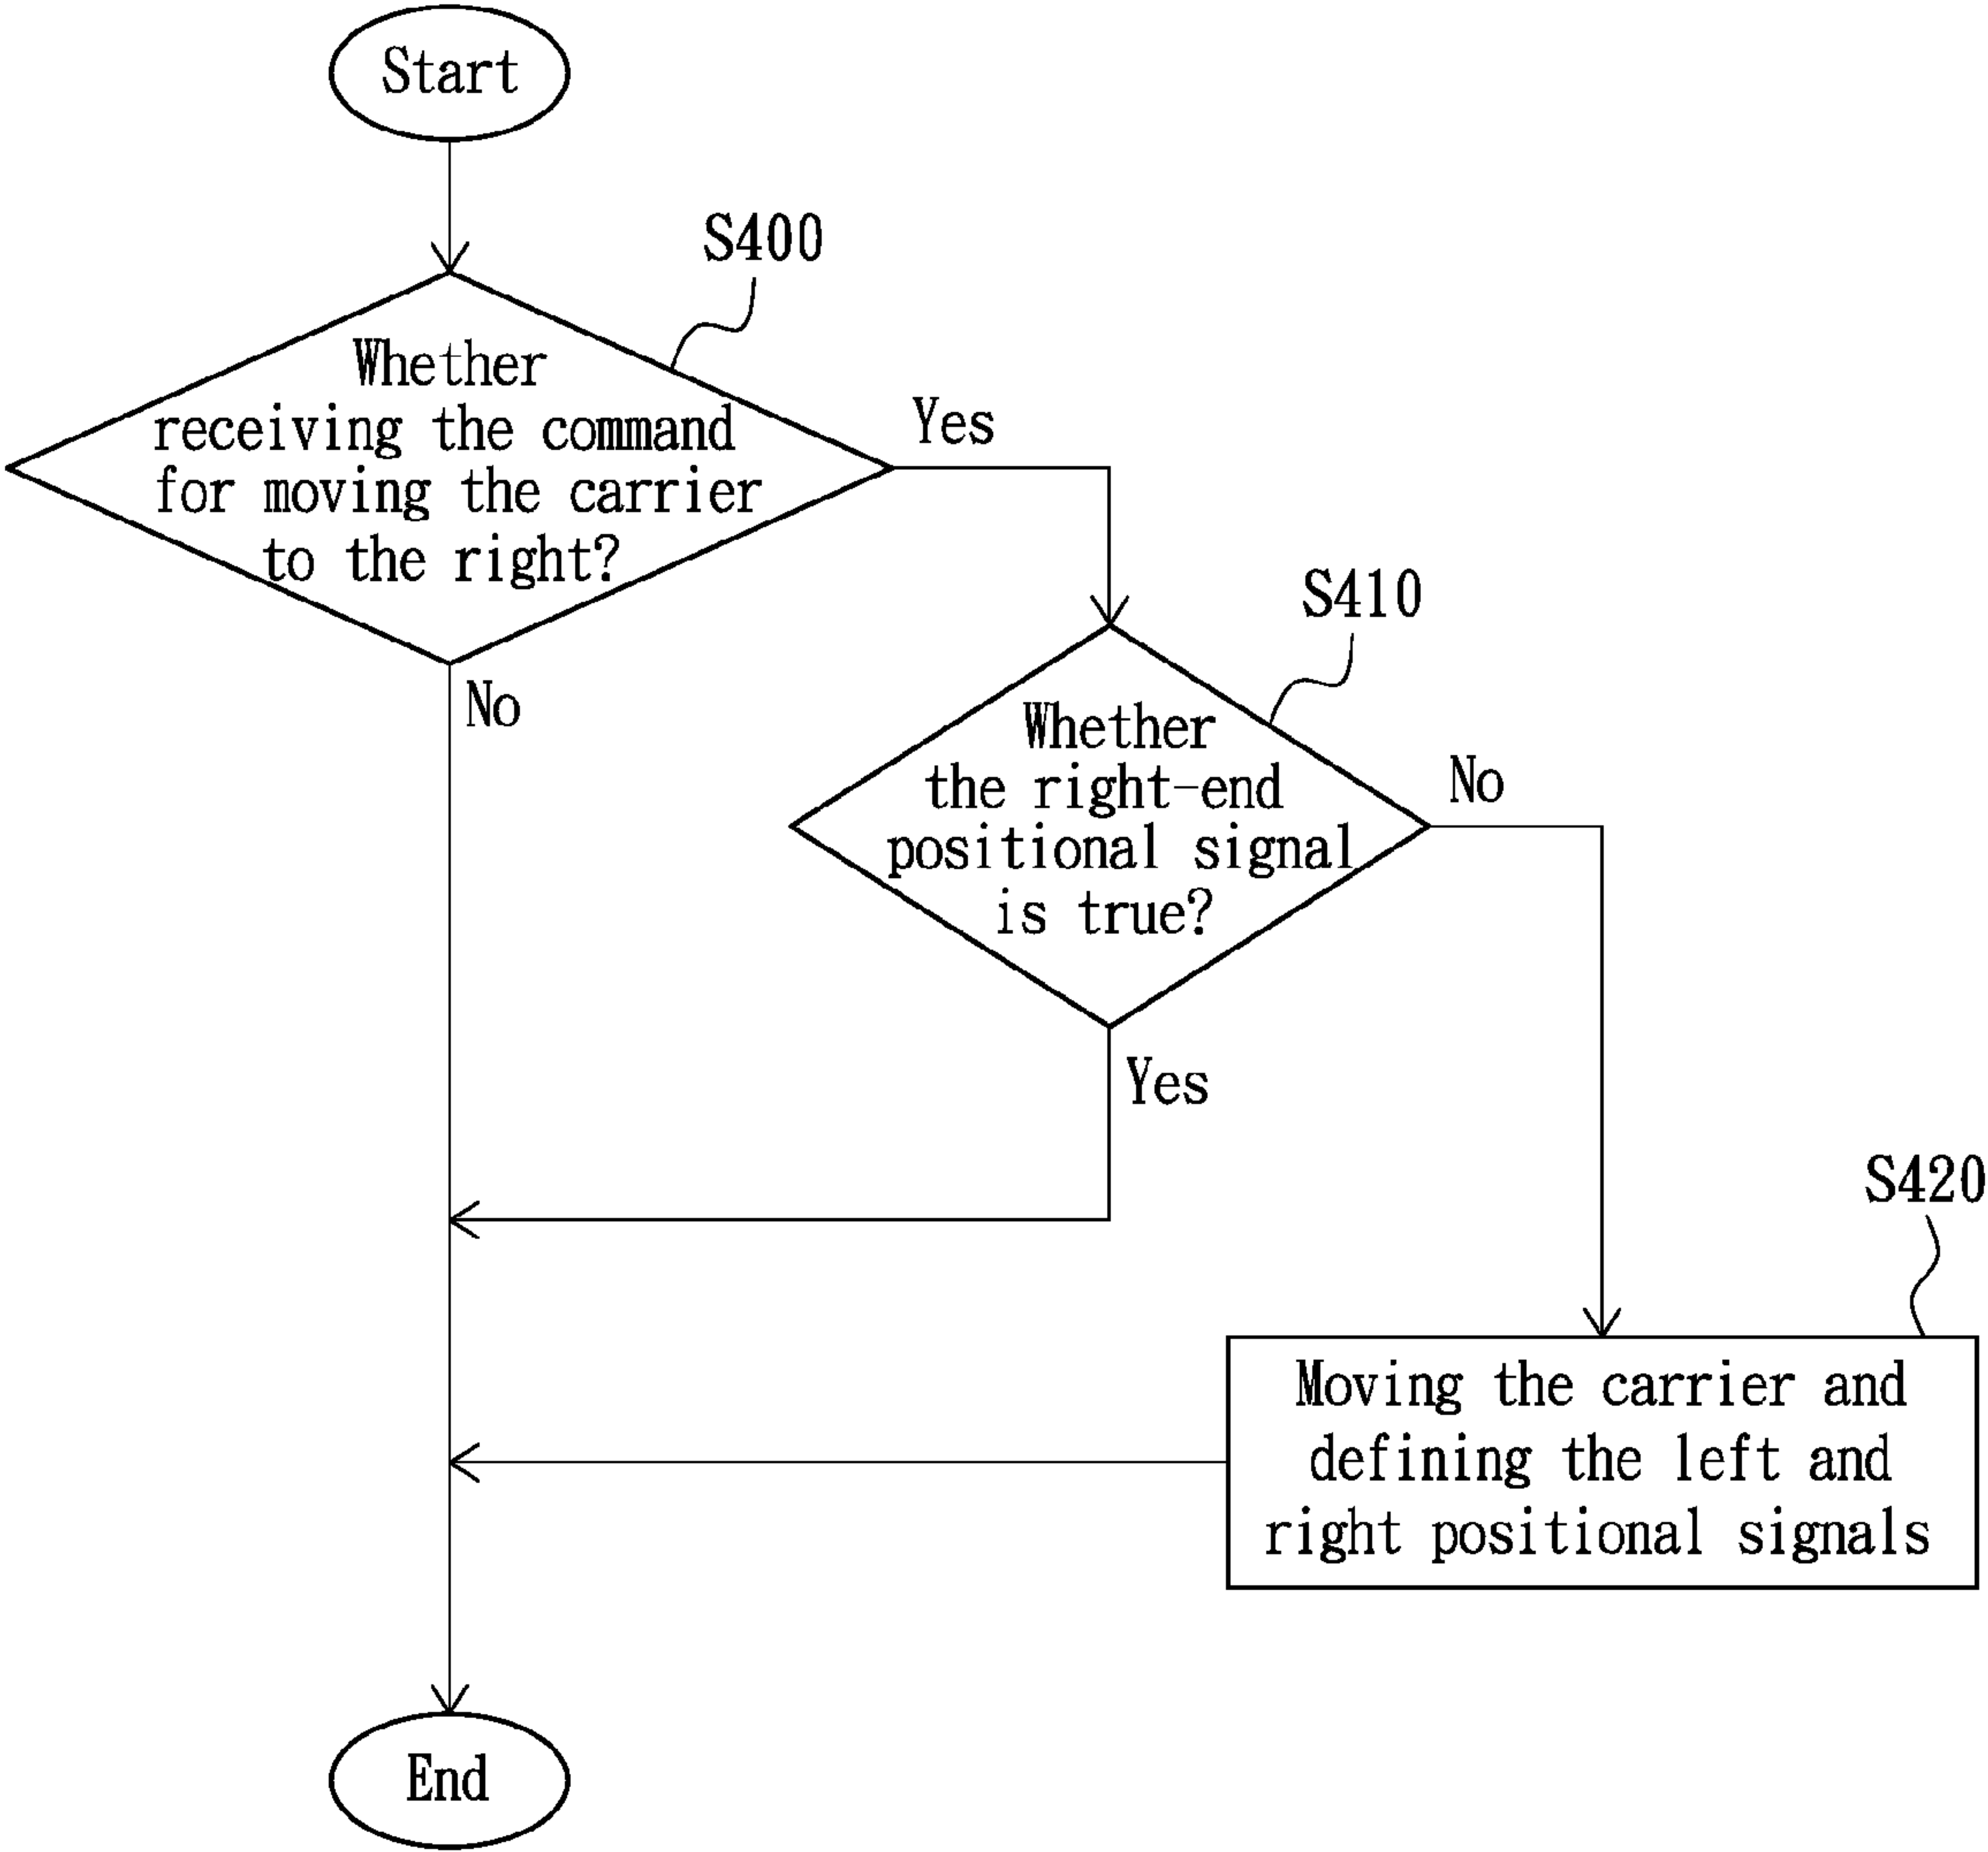 Start
S400
Whether
receiving the command
for moving the carrier
to the right?
Yes
No
S410
Whether
the right-end
positional signal
is true?
No
Yes
S420
Moving the carrier and
defining the left and
right positional signals
End